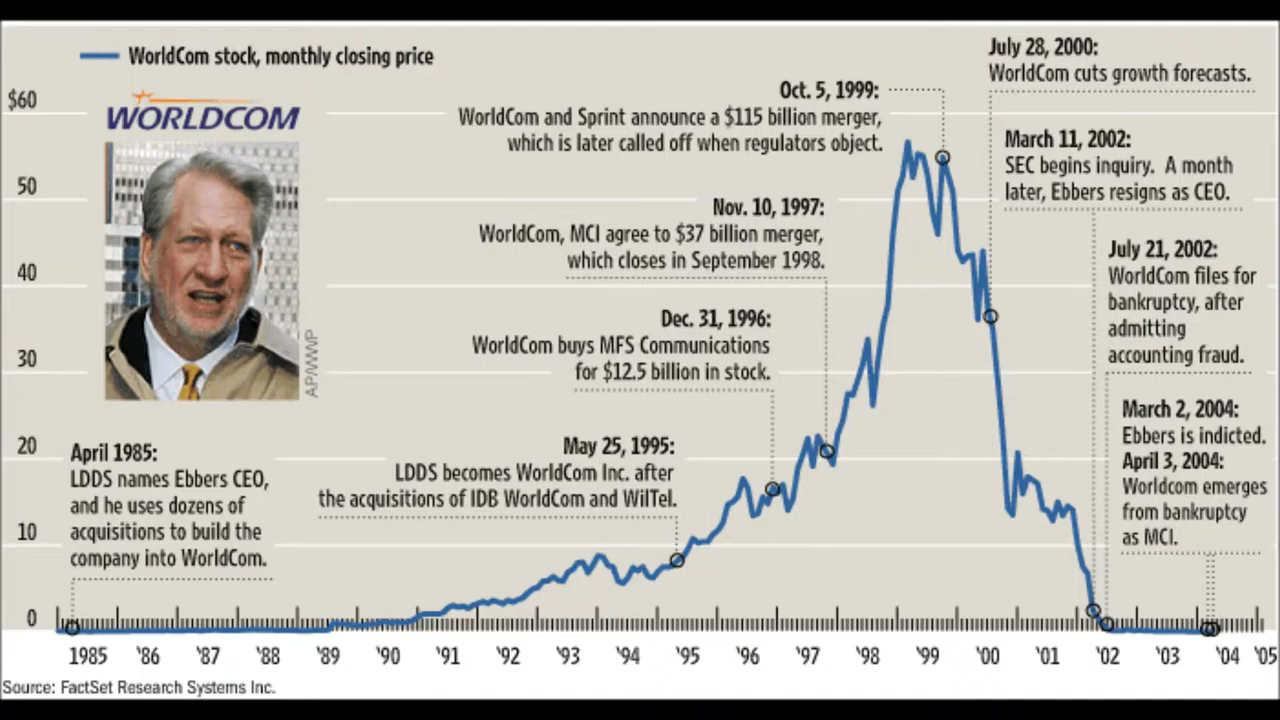 WorldCom stock, monthly closing price
WORLDCOM
AP/WWP
$60
50
40
30
20
10
0
April 1985:
LDDS names Ebbers CEO,
and he uses dozens of
acquisitions to build the
company into WorldCom.
May 25, 1995:
LDDS becomes WorldCom Inc. after
the acquisitions of IDB WorldCom and WilTel.
Dec. 31, 1996:
WorldCom buys MFS Communications
for $12.5 billion in stock.
Nov. 10, 1997:
WorldCom, MCI agree to $37 billion merger,
which closes in September 1998.
Oct. 5, 1999:
WorldCom and Sprint announce a $115 billion merger,
which is later called off when regulators object.
July 28, 2000:
WorldCom cuts growth forecasts.
March 11, 2002:
SEC begins inquiry. A month
later, Ebbers resigns as CEO.
July 21, 2002:
WorldCom files for
bankruptcy, after
admitting
accounting fraud.
March 2, 2004:
Ebbers is indicted.
April 3, 2004:
Worldcom emerges
from bankruptcy
as MCI.
1985 '86 '87 '88 '89 '90 '91 '92 '93 '94 '95 '96 '97 '98 '99 '00 '01 '02 '03 '04 '05
Source: FactSet Research Systems Inc.